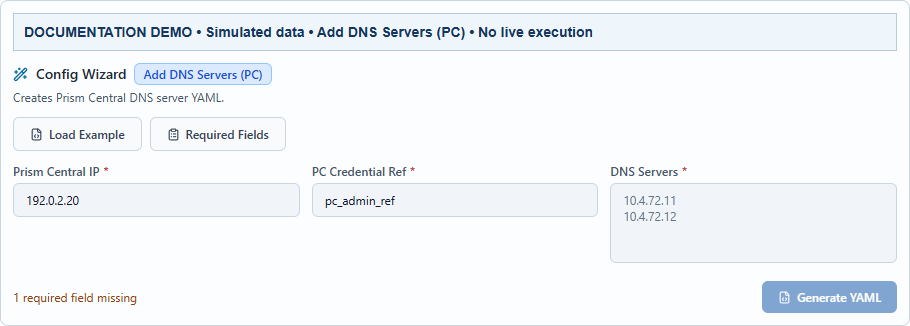 DOCUMENTATION DEMO • Simulated data • Add DNS Servers (PC) • No live execution
Config Wizard Add DNS Servers (PC)
Creates Prism Central DNS server YAML.
Load Example Required Fields
Prism Central IP * PC Credential Ref * DNS Servers *
192.0.2.20 pc_admin_ref 10.4.72.11
10.4.72.12
1 required field missing Generate YAML